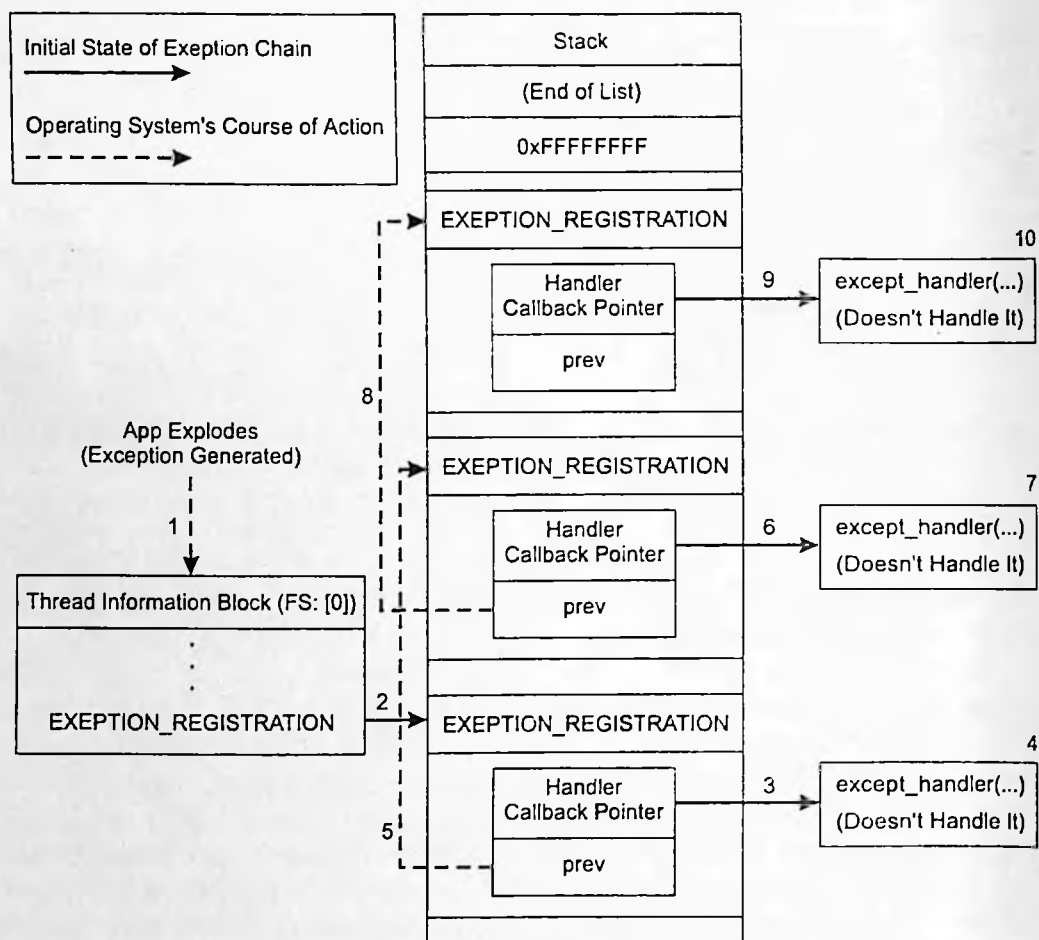 Initial State of Exeption Chain
Operating System's Course of Action
Stack
(End of List)
0xFFFFFFFF
EXEPTION_REGISTRATION
Handler
Callback Pointer
prev
9
10
except_handler(...)
(Doesn't Handle It)
8
App Explodes
(Exception Generated)
1
EXEPTION_REGISTRATION
Handler
Callback Pointer
prev
6
7
except_handler(...)
(Doesn't Handle It)
Thread Information Block (FS: [0])
EXEPTION_REGISTRATION
2
EXEPTION_REGISTRATION
Handler
Callback Pointer
prev
3
4
except_handler(...)
(Doesn't Handle It)
5